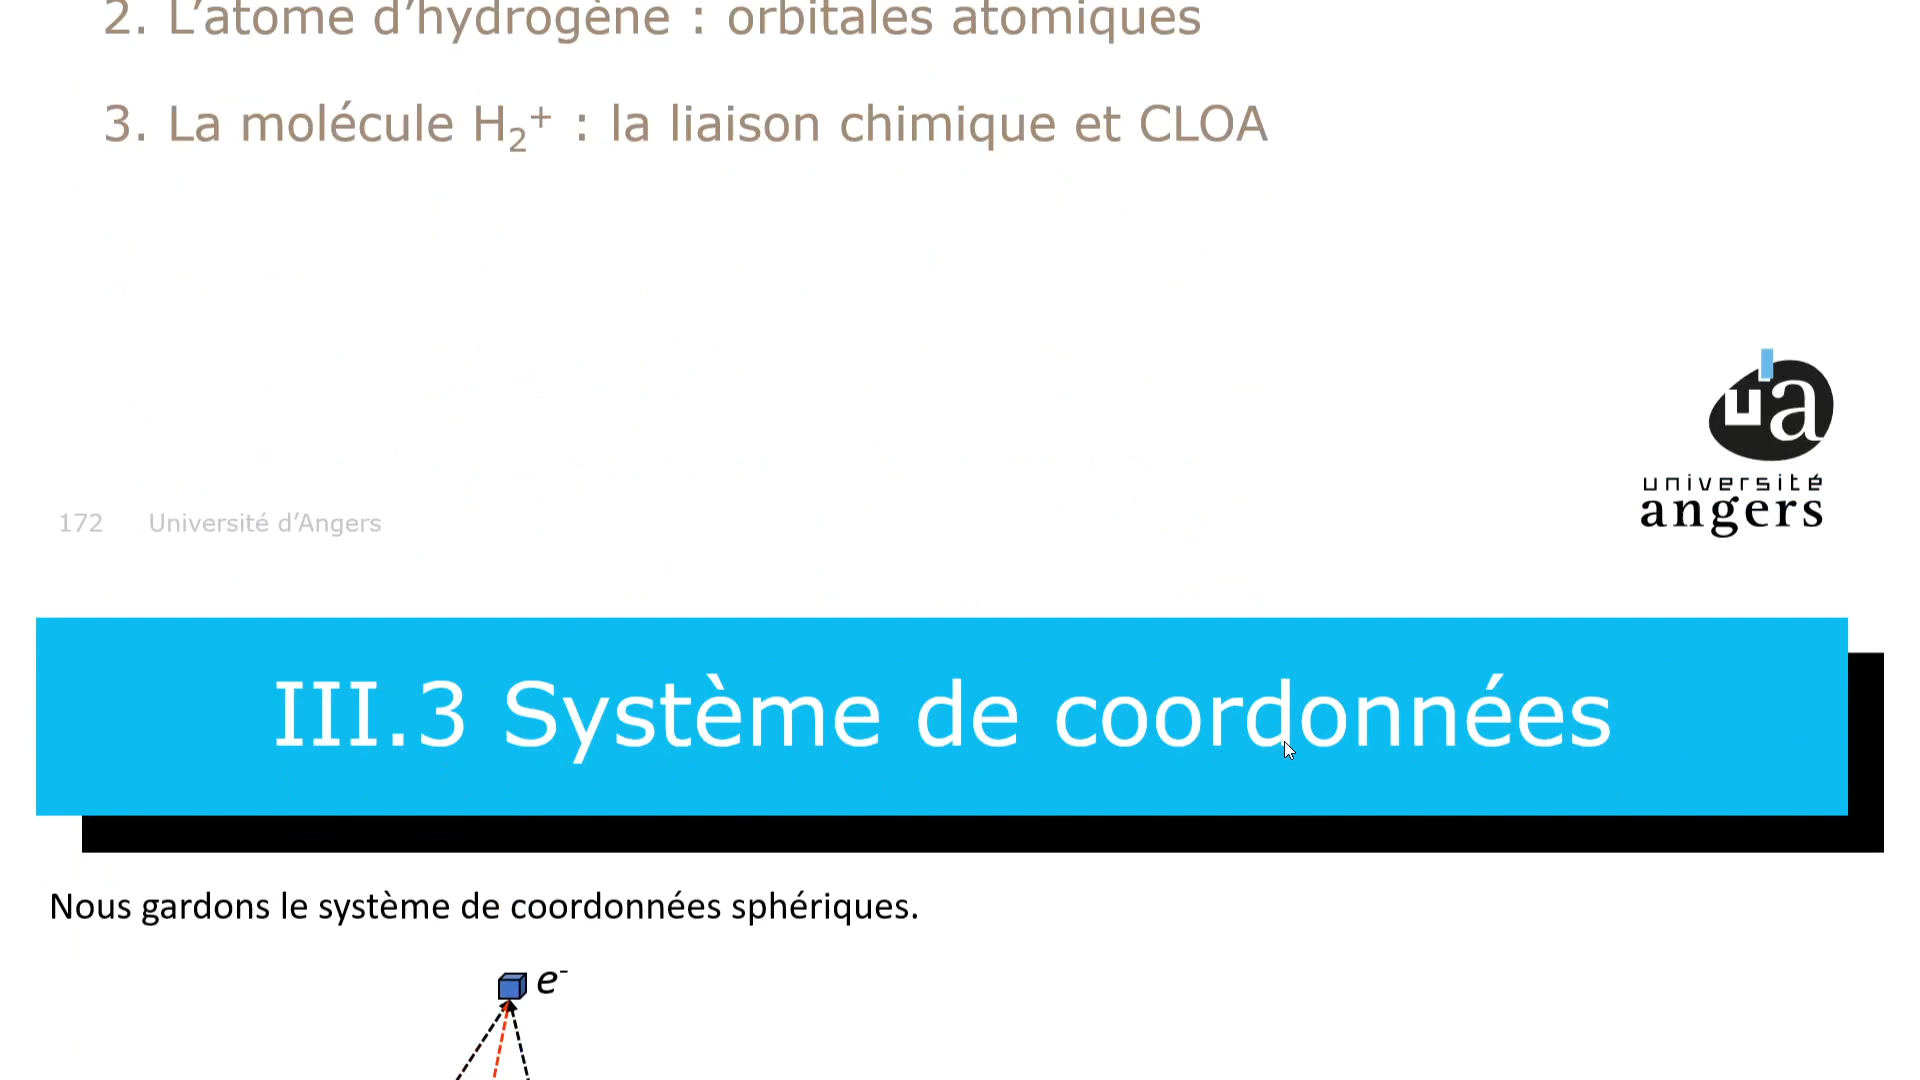 2. L’atome d’hydrogène : orbitales atomiques
3. La molécule H₂⁺ : la liaison chimique et CLOA
ua
université
angers
172 Université d’Angers
III.3 Système de coordonnées
Nous gardons le système de coordonnées sphériques.
e⁻